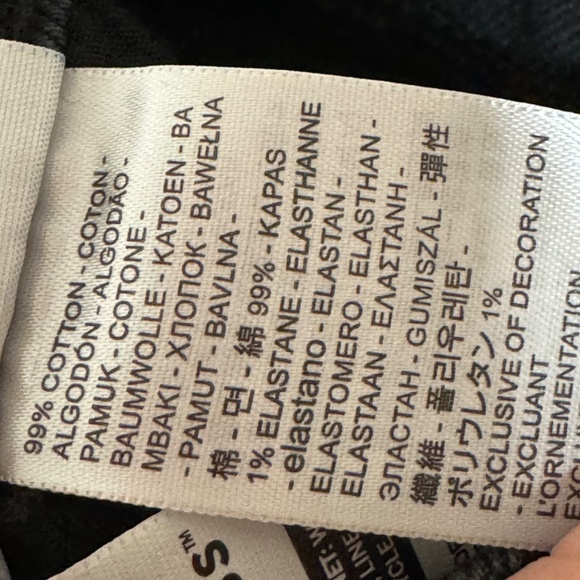 99% COTTON - COTON -
ALGODÓN - ALGODÃO -
PAMUK - COTONE -
BAUMWOLLE - KATOEN - BA
MBAKI - ХЛОПОК - BAWEŁNA
- PAMUT - BAVLNA -
棉 - 면 - 綿 99% - KAPAS
1% ELASTANE - ELASTHANNE
- elastano - ELASTAN -
ELASTOMERO - ELASTHAN -
ELASTAAN - ΕΛΑΣΤΑΝΗ -
ЭЛАСТАН - GUMISZÁL - 彈性
纖維 - 폴리우레탄 -
ポリウレタン 1%
EXCLUSIVE OF DECORATION
- EXCLUANT
L'ORNEMENTATION
S™
LINE